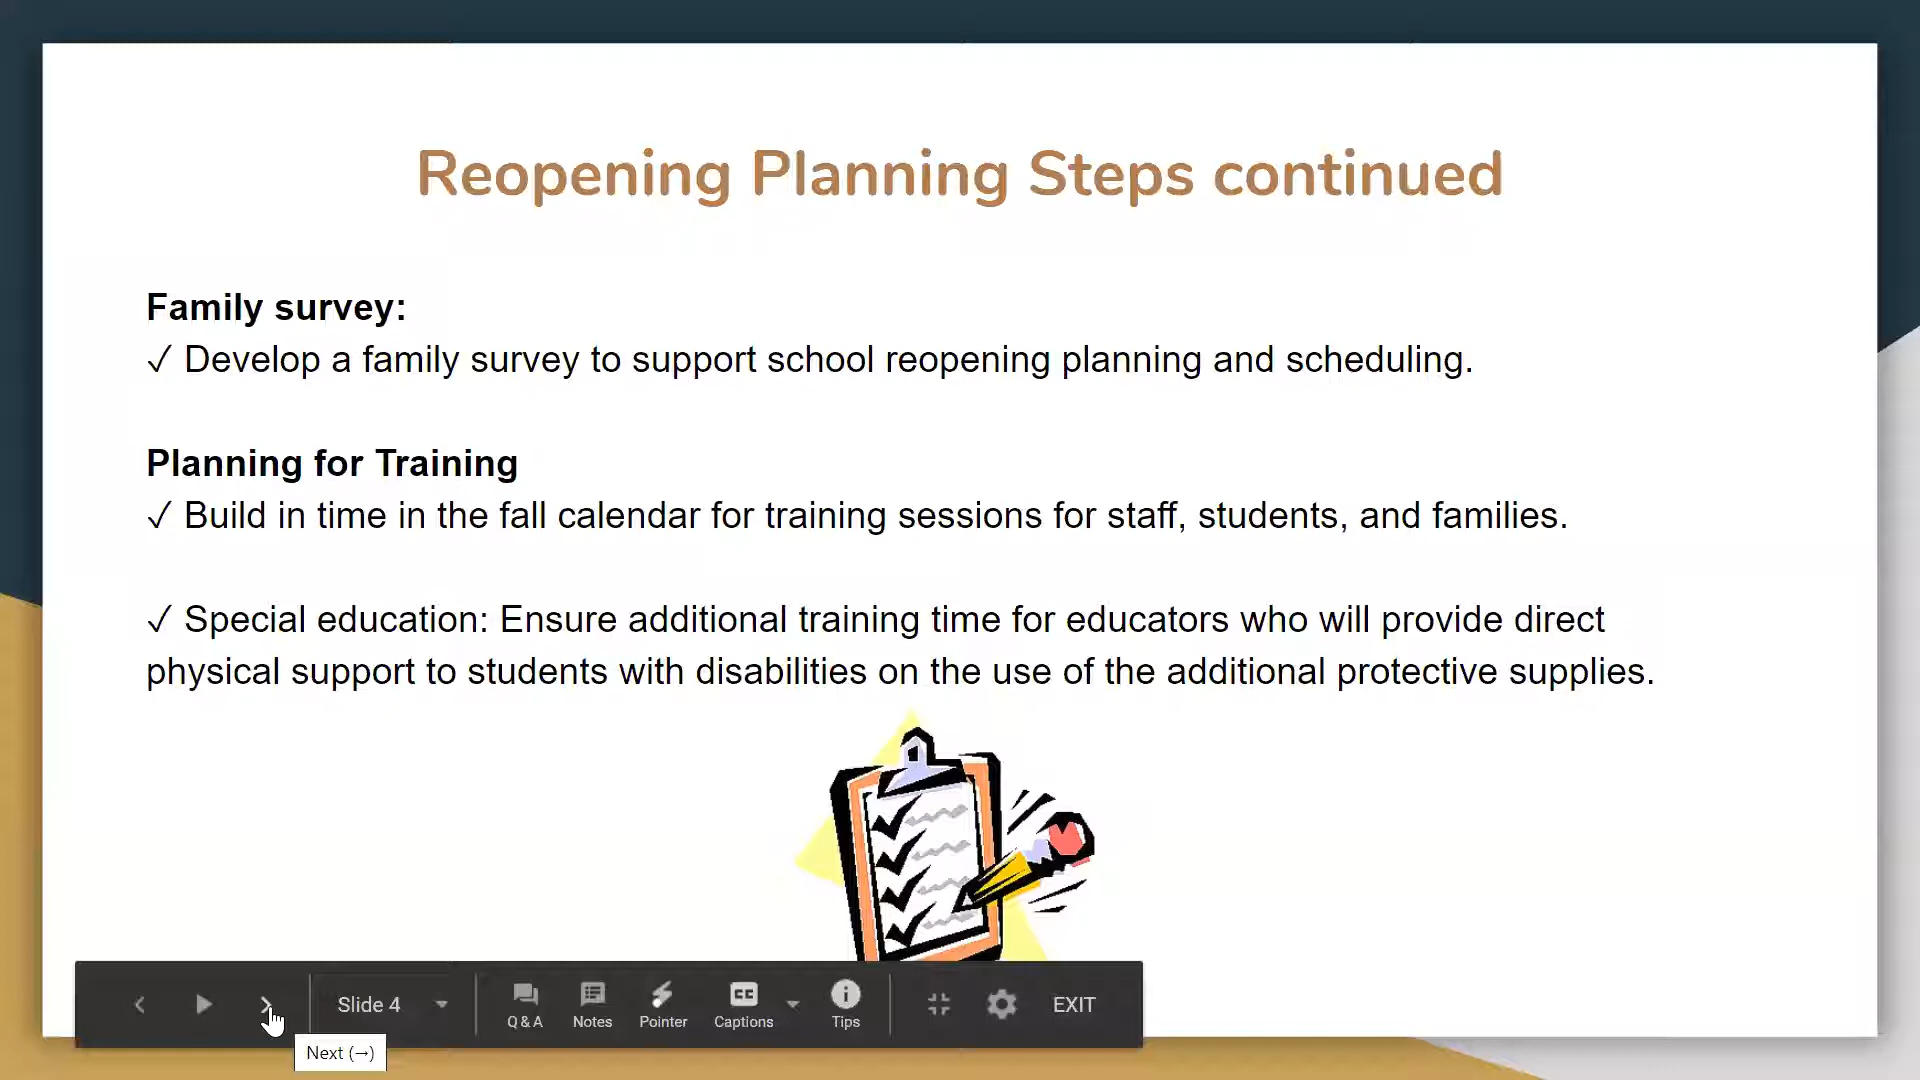 Reopening Planning Steps continued
Family survey:
✓ Develop a family survey to support school reopening planning and scheduling.
Planning for Training
✓ Build in time in the fall calendar for training sessions for staff, students, and families.
✓ Special education: Ensure additional training time for educators who will provide direct
physical support to students with disabilities on the use of the additional protective supplies.
Slide 4
Q & A
Notes
Pointer
CC
Captions
Tips
EXIT
Next (→)